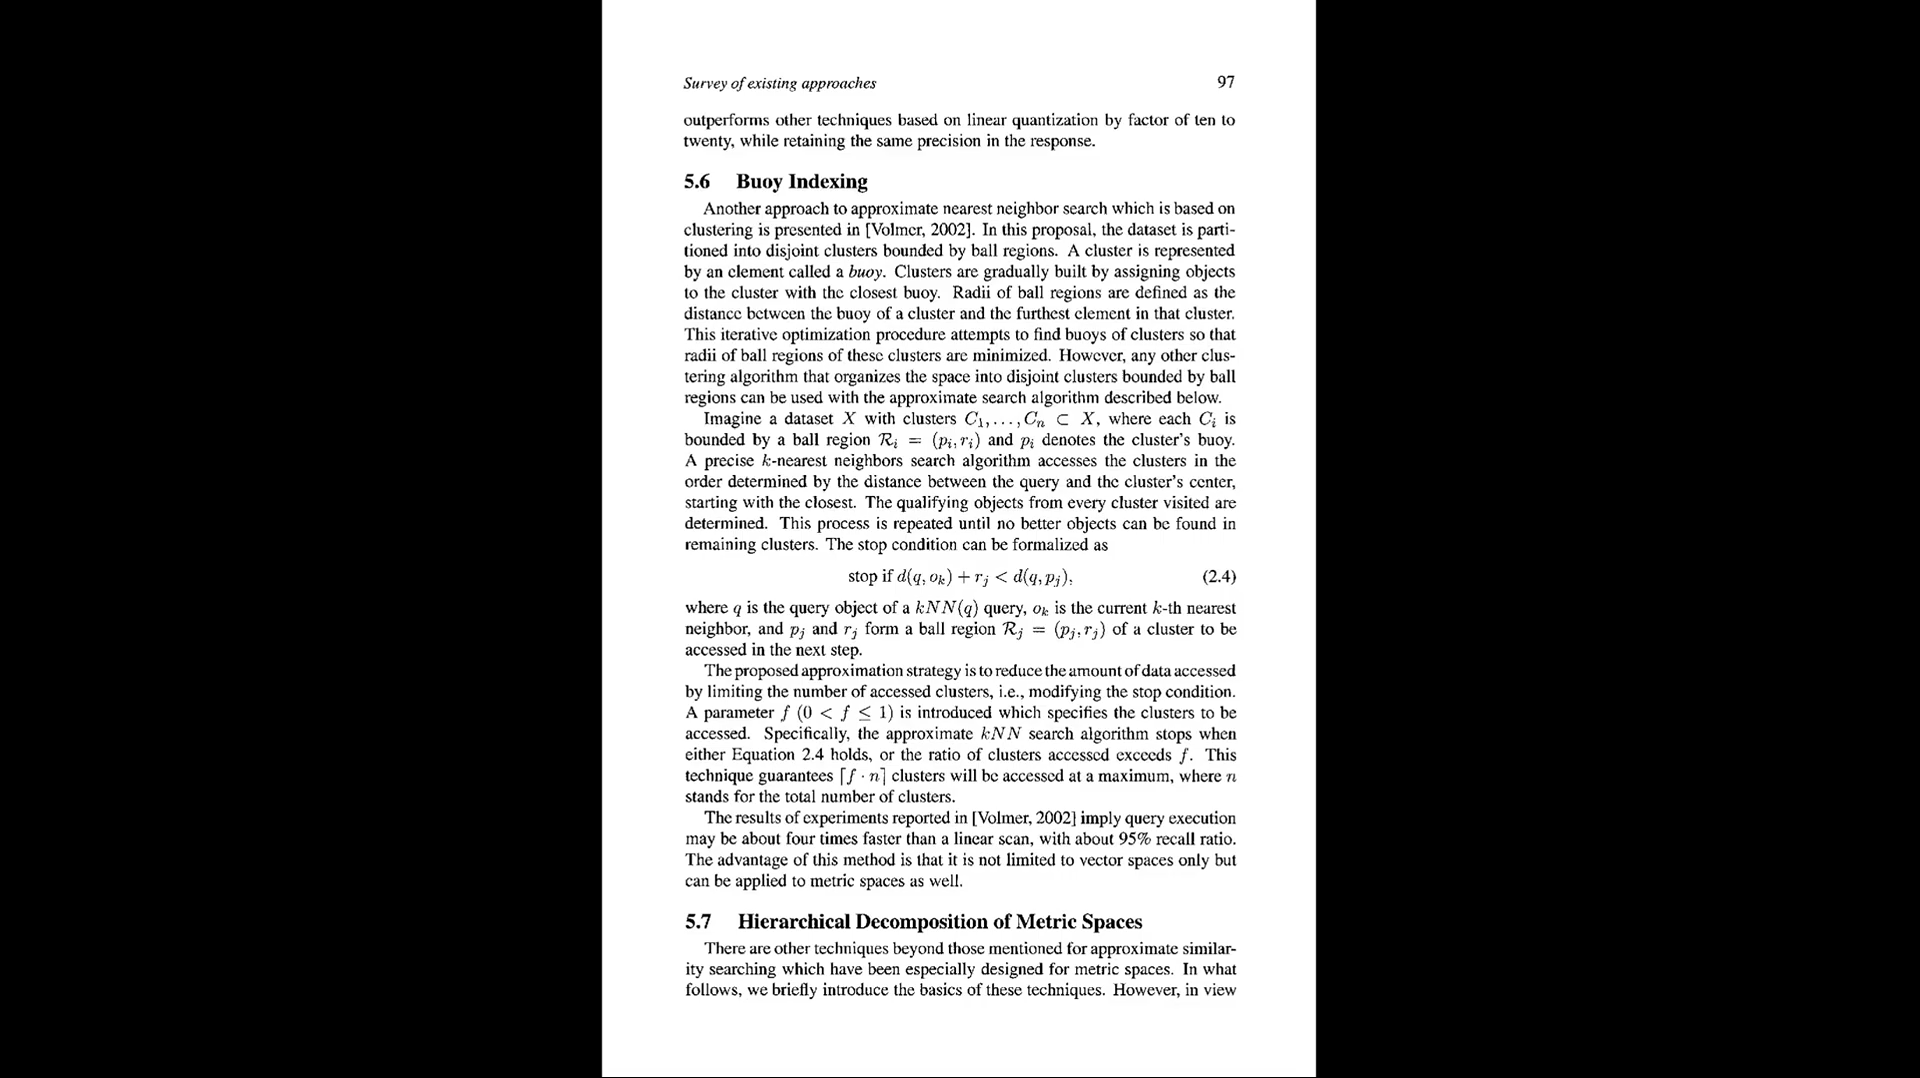 Survey of existing approaches 97
outperforms other techniques based on linear quantization by factor of ten to
twenty, while retaining the same precision in the response.
5.6 Buoy Indexing
Another approach to approximate nearest neighbor search which is based on
clustering is presented in [Volmer, 2002]. In this proposal, the dataset is parti-
tioned into disjoint clusters bounded by ball regions. A cluster is represented
by an element called a buoy. Clusters are gradually built by assigning objects
to the cluster with the closest buoy. Radii of ball regions are defined as the
distance between the buoy of a cluster and the furthest element in that cluster.
This iterative optimization procedure attempts to find buoys of clusters so that
radii of ball regions of these clusters are minimized. However, any other clus-
tering algorithm that organizes the space into disjoint clusters bounded by ball
regions can be used with the approximate search algorithm described below.
Imagine a dataset X with clusters C₁, . . . , Cₙ ⊂ X, where each Cᵢ is
bounded by a ball region ℛᵢ = (pᵢ, rᵢ) and pᵢ denotes the cluster's buoy.
A precise k-nearest neighbors search algorithm accesses the clusters in the
order determined by the distance between the query and the cluster's center,
starting with the closest. The qualifying objects from every cluster visited are
determined. This process is repeated until no better objects can be found in
remaining clusters. The stop condition can be formalized as
stop if d(q, oₖ) + rⱼ < d(q, pⱼ), (2.4)
where q is the query object of a kNN(q) query, oₖ is the current k-th nearest
neighbor, and pⱼ and rⱼ form a ball region ℛⱼ = (pⱼ, rⱼ) of a cluster to be
accessed in the next step.
The proposed approximation strategy is to reduce the amount of data accessed
by limiting the number of accessed clusters, i.e., modifying the stop condition.
A parameter f (0 < f ≤ 1) is introduced which specifies the clusters to be
accessed. Specifically, the approximate kNN search algorithm stops when
either Equation 2.4 holds, or the ratio of clusters accessed exceeds f. This
technique guarantees ⌈f · n⌉ clusters will be accessed at a maximum, where n
stands for the total number of clusters.
The results of experiments reported in [Volmer, 2002] imply query execution
may be about four times faster than a linear scan, with about 95% recall ratio.
The advantage of this method is that it is not limited to vector spaces only but
can be applied to metric spaces as well.
5.7 Hierarchical Decomposition of Metric Spaces
There are other techniques beyond those mentioned for approximate similar-
ity searching which have been especially designed for metric spaces. In what
follows, we briefly introduce the basics of these techniques. However, in view